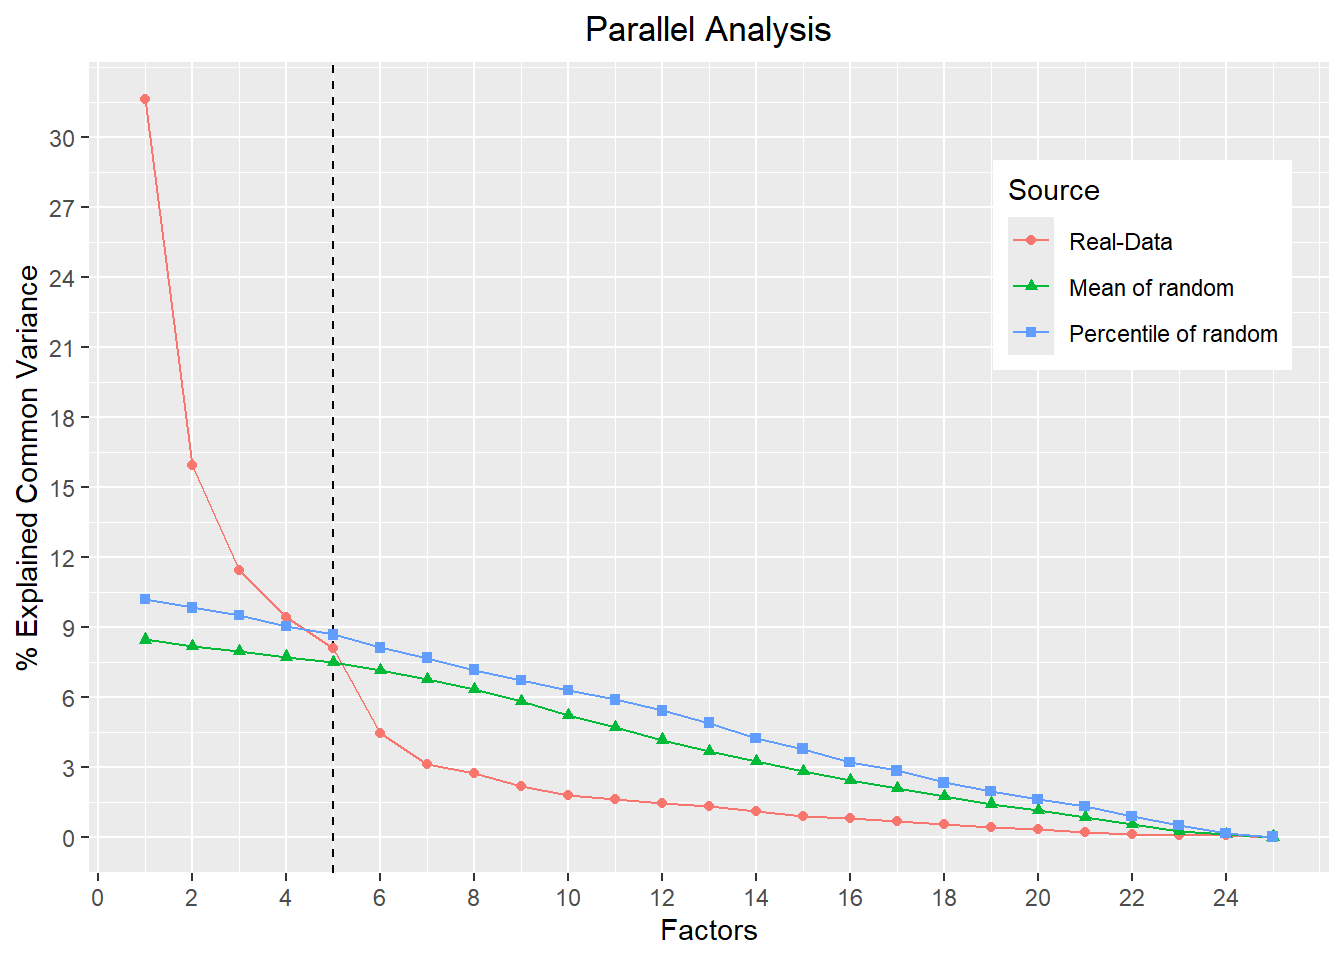 Parallel Analysis
% Explained Common Variance
30
27
24
21
18
15
12
9
6
3
0
Source
Real-Data
Mean of random
Percentile of random
0 2 4 6 8 10 12 14 16 18 20 22 24
Factors